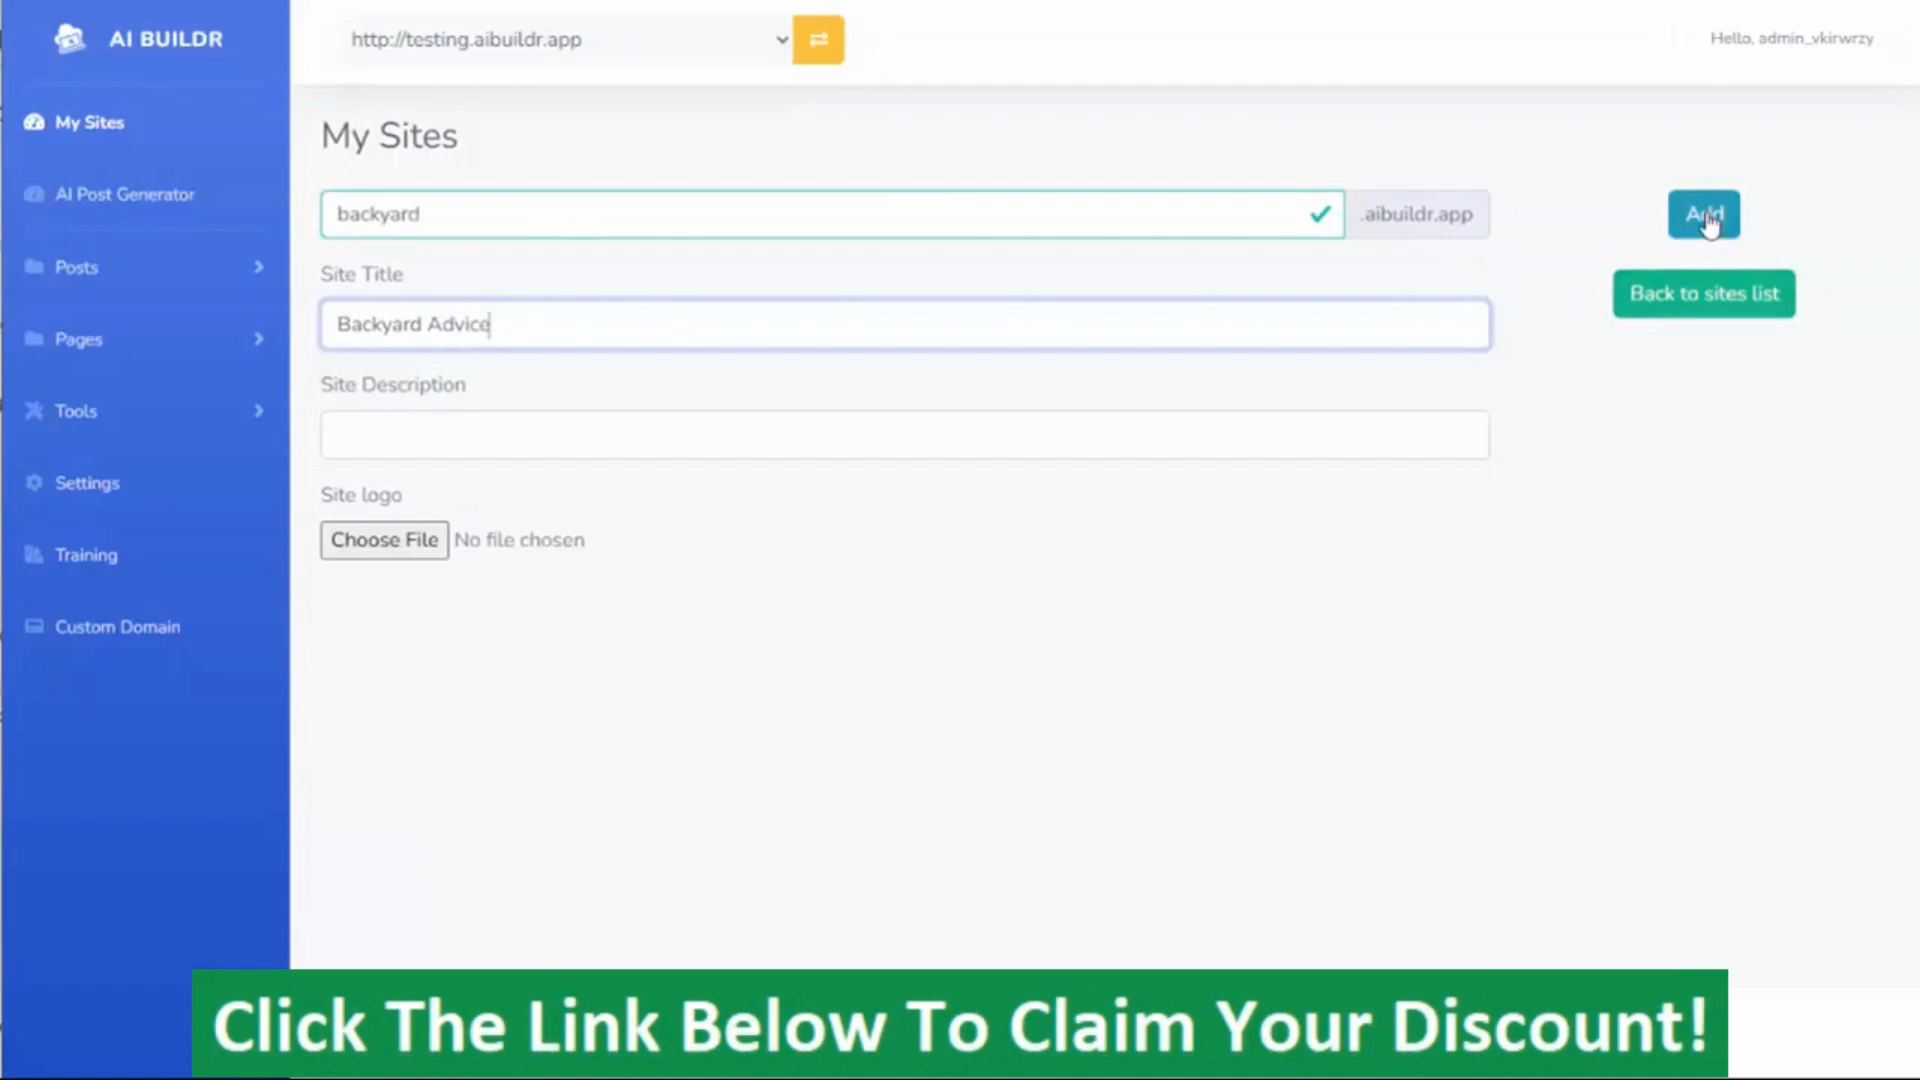 AI BUILDR
http://testing.aibuildr.app
Hello, admin_vkirwrzy
My Sites
AI Post Generator
Posts
Pages
Tools
Settings
Training
Custom Domain
My Sites
backyard
.aibuildr.app
Add
Site Title
Back to sites list
Backyard Advice
Site Description
Site logo
Choose File No file chosen
Click The Link Below To Claim Your Discount!